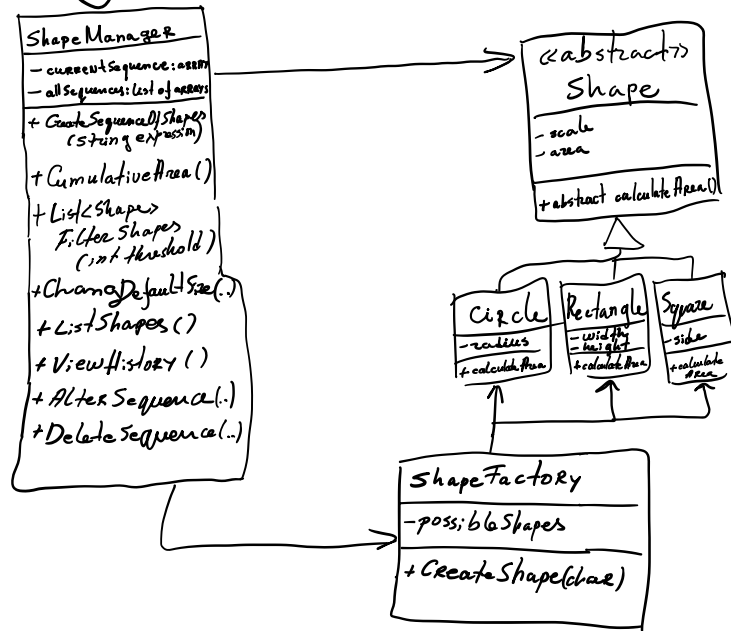 ShapeManager
- currentSequence: array
- allSequences: List of arrays
+ CreateSequenceOfShapes
(string expression)
+ CumulativeArea()
+ List<Shape>
FilterShapes
(int threshold)
+ ChangeDefaultSize(..)
+ ListShapes()
+ ViewHistory()
+ AlterSequence(..)
+ DeleteSequence(..)
<<abstract>>
Shape
- scale
- area
+ abstract calculateArea()
Circle
- radius
+ calculateArea
Rectangle
- width
- height
+ calculateArea
Square
- side
+ calculate
Area
ShapeFactory
- possibleShapes
+ CreateShape(char)